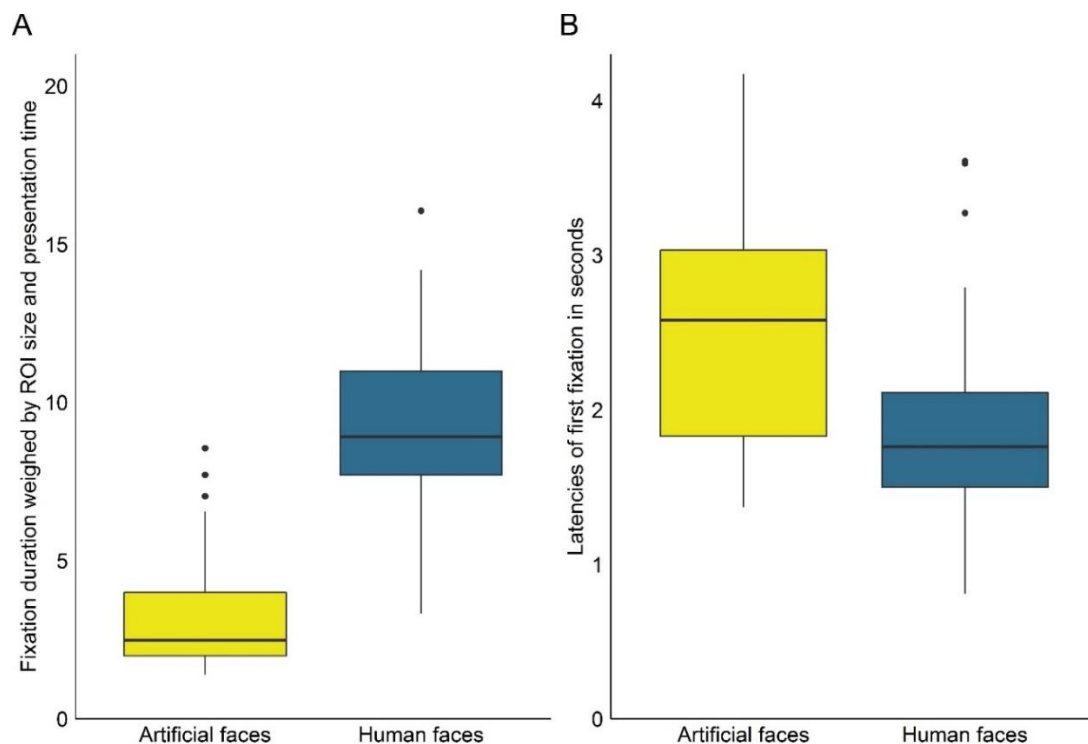 A
Fixation duration weighed by ROI size and presentation time
20
15
10
5
0
Artificial faces
Human faces
B
Latencies of first fixation in seconds
4
3
2
1
0
Artificial faces
Human faces